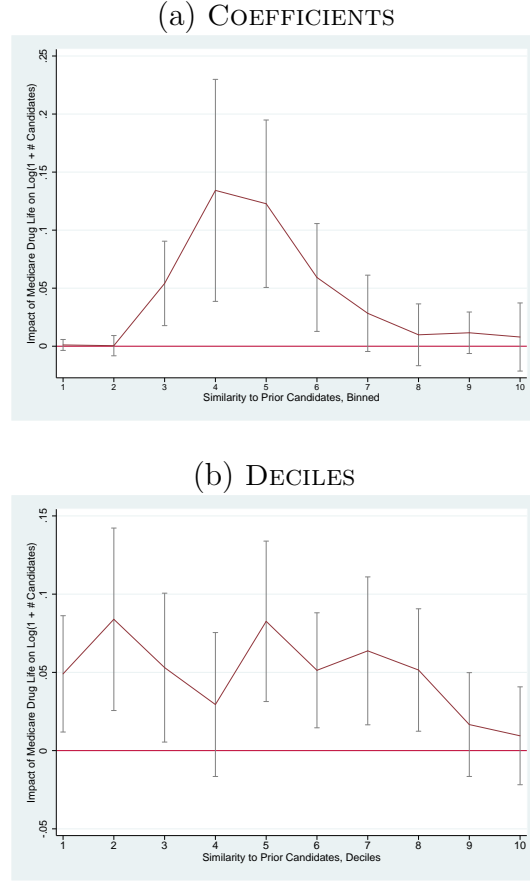 (a) COEFFICIENTS
Impact of Medicare Drug Life on Log(1 + # Candidates)
.25
.2
.15
.1
.05
0
1 2 3 4 5 6 7 8 9 10
Similarity to Prior Candidates, Binned
(b) DECILES
Impact of Medicare Drug Life on Log(1 + # Candidates)
.15
.1
.05
0
-.05
1 2 3 4 5 6 7 8 9 10
Similarity to Prior Candidates, Deciles